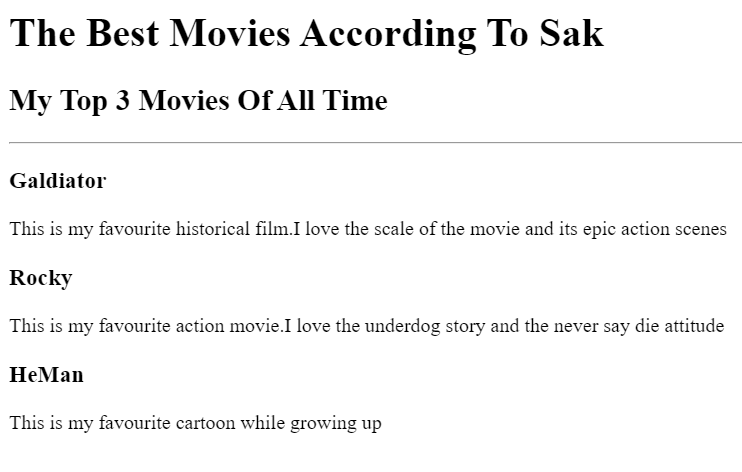 The Best Movies According To Sak
My Top 3 Movies Of All Time
Galdiator
This is my favourite historical film.I love the scale of the movie and its epic action scenes
Rocky
This is my favourite action movie.I love the underdog story and the never say die attitude
HeMan
This is my favourite cartoon while growing up